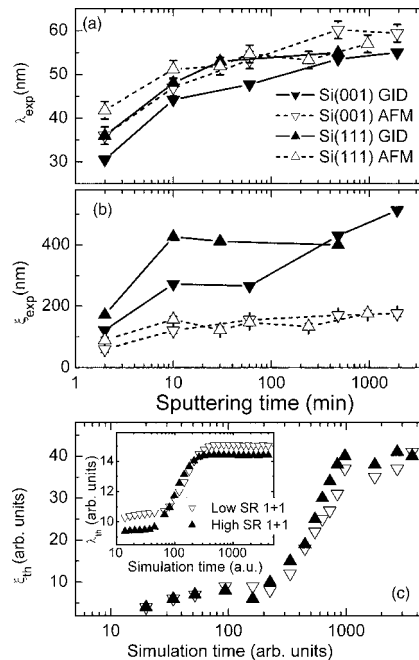 (a)
λexp(nm)
60
50
40
30
Si(001) GID
Si(001) AFM
Si(111) GID
Si(111) AFM
(b)
ξexp(nm)
400
200
0
1 10 100 1000
Sputtering time (min)
ξth (arb. units)
40
30
20
10
λth (arb. units)
14
12
10
10 100 1000
Simulation time (a.u.)
Low SR 1+1
High SR 1+1
(c)
10 100 1000
Simulation time (arb. units)